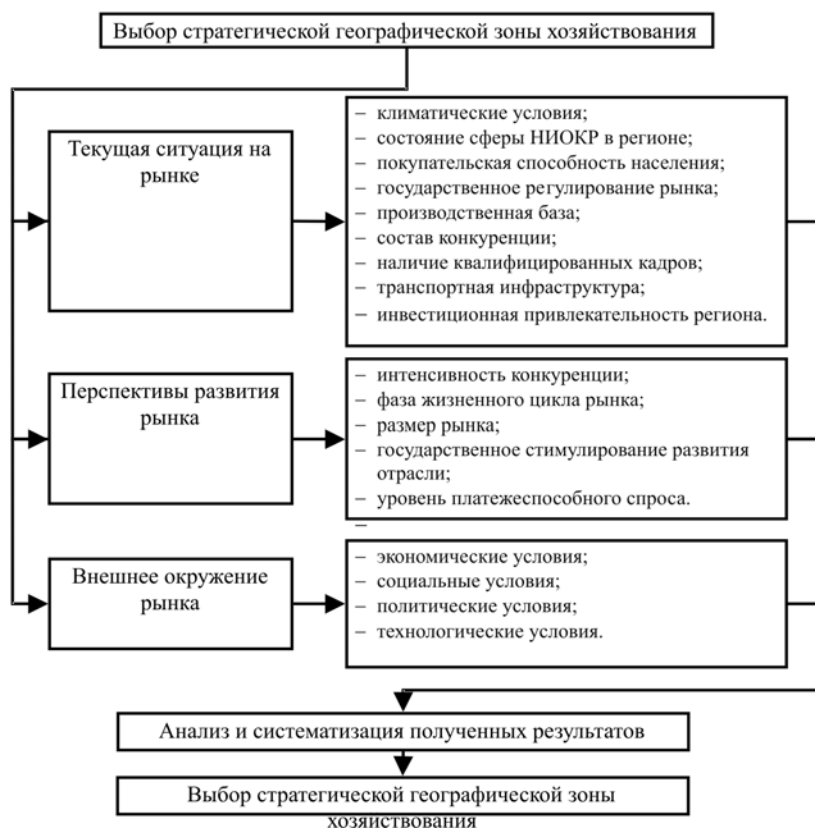 Выбор стратегической географической зоны хозяйствования
Текущая ситуация на
рынке
– климатические условия;
– состояние сферы НИОКР в регионе;
– покупательская способность населения;
– государственное регулирование рынка;
– производственная база;
– состав конкуренции;
– наличие квалифицированных кадров;
– транспортная инфраструктура;
– инвестиционная привлекательность региона.
Перспективы развития
рынка
– интенсивность конкуренции;
– фаза жизненного цикла рынка;
– размер рынка;
– государственное стимулирование развития
отрасли;
– уровень платежеспособного спроса.
–
Внешнее окружение
рынка
– экономические условия;
– социальные условия;
– политические условия;
– технологические условия.
Анализ и систематизация полученных результатов
Выбор стратегической географической зоны
хозяйствования